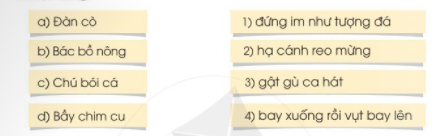 a) Đàn cò 1) đứng im như tượng đá
b) Bác bồ nông 2) hạ cánh reo mừng
c) Chú bói cá 3) gật gù ca hát
d) Bầy chim cu 4) bay xuống rồi vụt bay lên